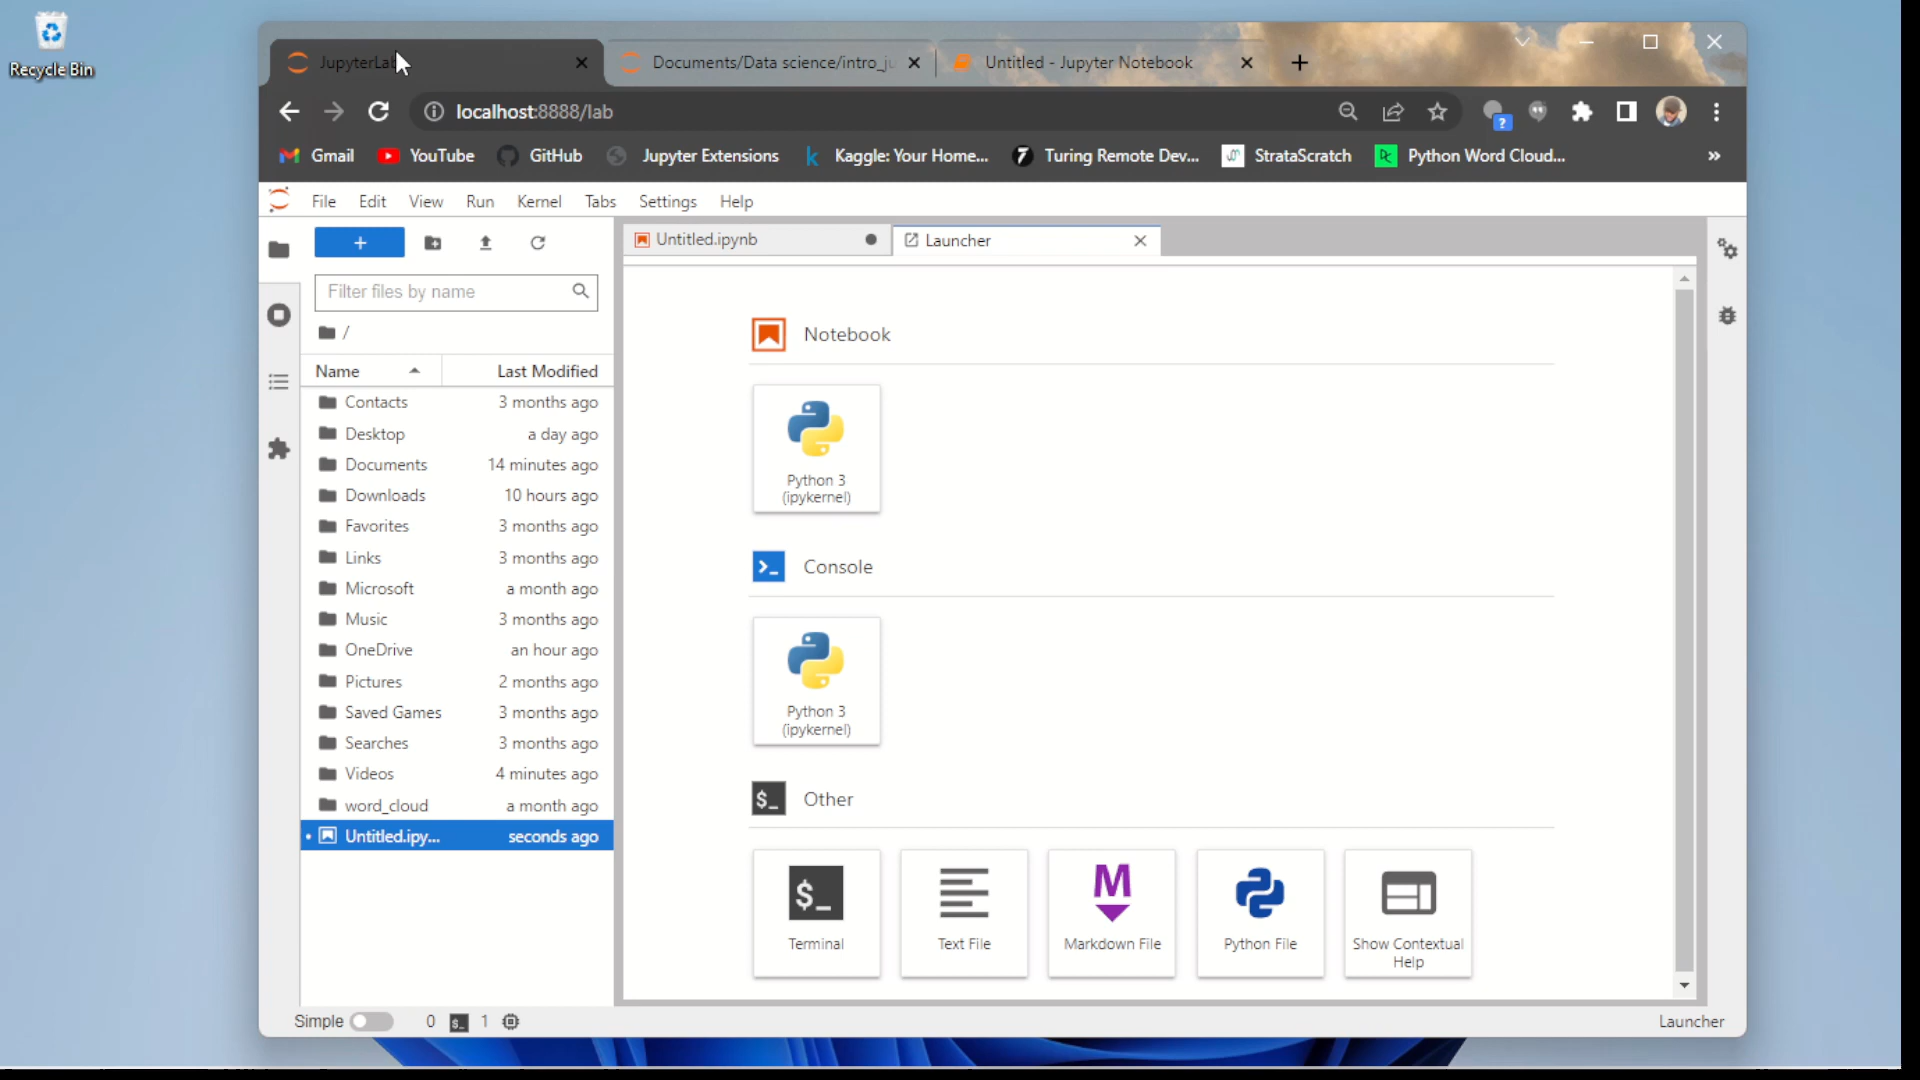 Recycle Bin
JupyterLa
Documents/Data science/intro_ju
Untitled - Jupyter Notebook
localhost:8888/lab
Gmail
YouTube
GitHub
Jupyter Extensions
Kaggle: Your Home...
Turing Remote Dev...
StrataScratch
Python Word Cloud...
»
File Edit View Run Kernel Tabs Settings Help
+
Untitled.ipynb
Launcher
Filter files by name
/
Name Last Modified
Contacts 3 months ago
Desktop a day ago
Documents 14 minutes ago
Downloads 10 hours ago
Favorites 3 months ago
Links 3 months ago
Microsoft a month ago
Music 3 months ago
OneDrive an hour ago
Pictures 2 months ago
Saved Games 3 months ago
Searches 3 months ago
Videos 4 minutes ago
word_cloud a month ago
Untitled.ipy... seconds ago
Notebook
Python 3
(ipykernel)
>_ Console
Python 3
(ipykernel)
$_ Other
$_
Terminal
Text File
M
Markdown File
Python File
Show Contextual
Help
Simple 0 $_ 1
Launcher